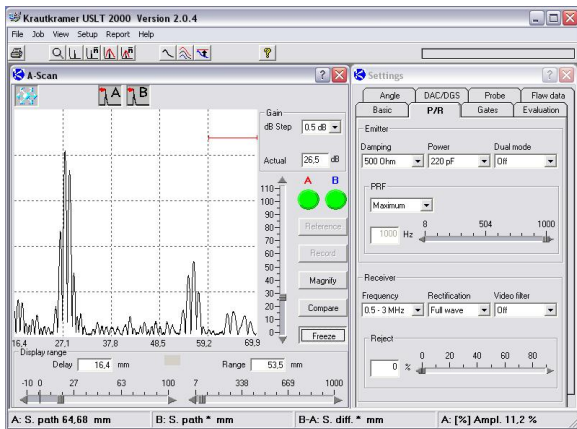 Krautkramer USLT 2000 Version 2.0.4
File Job View Setup Report Help
A-Scan
A B
Gain
dB Step 0.5 dB
Actual 26,5 dB
A B
110-
100-
90-
80-
70-
60-
50-
40-
30-
20-
10-
0-
Reference
Record
Magnify
Compare
Freeze
16,4 27,1 37,8 48,5 59,2 69,9
Display range
Delay 16,4 mm Range 53,5 mm
-10 0 27 63 100 7 338 669 1000
Settings
Angle DAC/DGS Probe Flaw data
Basic P/R Gates Evaluation
Emitter
Damping Power Dual mode
500 Ohm 220 pF Off
PRF
Maximum
1000 Hz 8 504 1000
Receiver
Frequency Rectification Video filter
0.5 - 3 MHz Full wave Off
Reject
0 % 0 20 40 60 80
A: S. path 64,68 mm B: S. path * mm B-A: S. diff. * mm A: [%] Ampl. 11,2 %